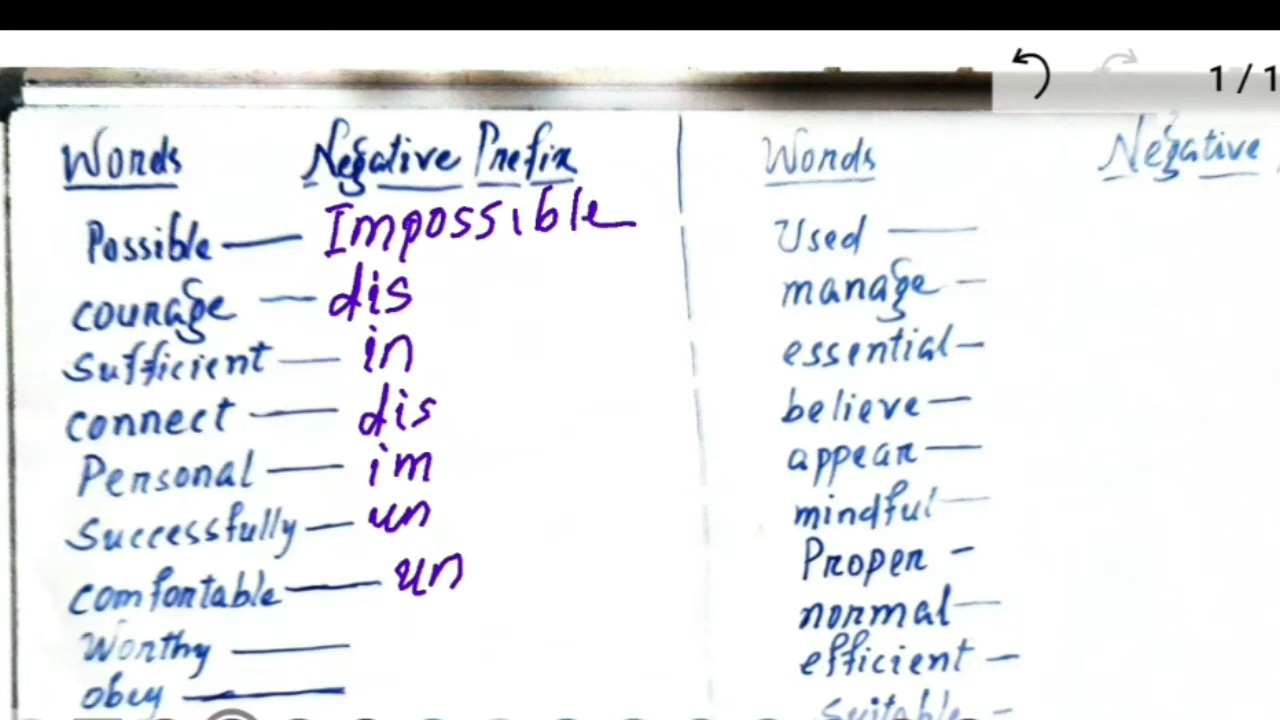 1 / 1
Words Negative Prefix
Possible — Impossible
courage — dis
Sufficient — in
connect — dis
Personal — im
Successfully — un
comfortable — un
Worthy —
obey —
Words Negative
Used —
manage —
essential —
believe —
appear —
mindful —
Proper -
normal —
efficient —
suitable -